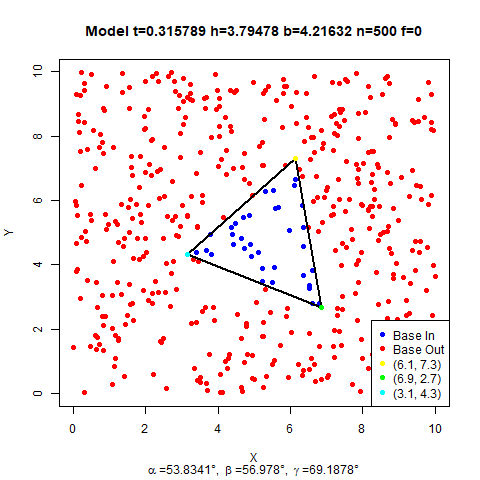 Model t=0.315789 h=3.79478 b=4.21632 n=500 f=0
Y
10
8
6
4
2
0
Base In
Base Out
(6.1, 7.3)
(6.9, 2.7)
(3.1, 4.3)
0 2 4 6 8 10
X
α =53.8341°, β =56.978°, γ =69.1878°